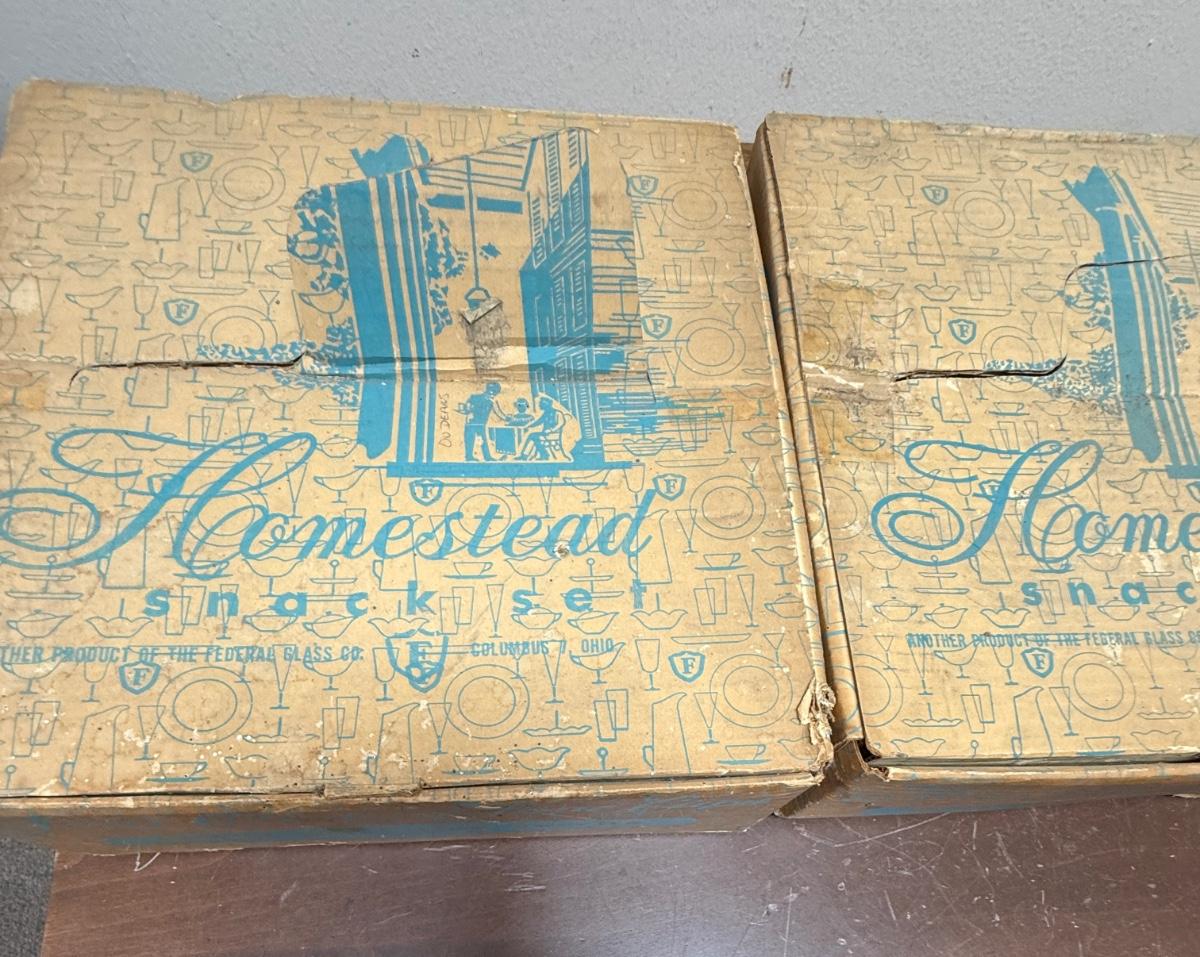 Homestead
snack set
THER PRODUCT OF THE FEDERAL GLASS CO. F COLUMBUS 7, OHIO
Home
snac
ANOTHER PRODUCT OF THE FEDERAL GLASS C
F